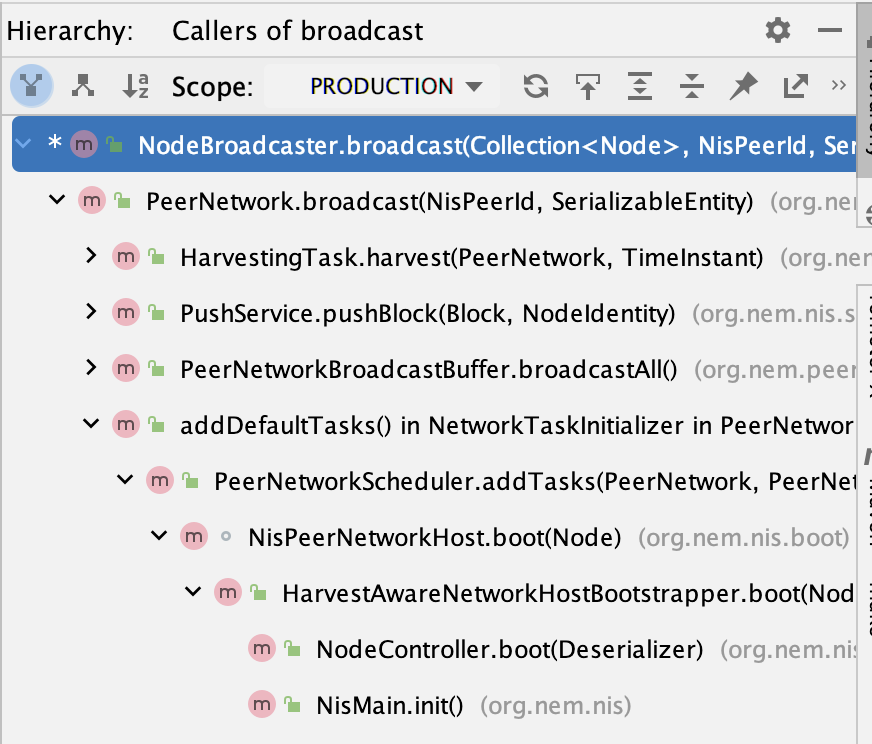 Hierarchy: Callers of broadcast
Scope: PRODUCTION
* m NodeBroadcaster.broadcast(Collection<Node>, NisPeerId, Ser
m PeerNetwork.broadcast(NisPeerId, SerializableEntity) (org.nem
m HarvestingTask.harvest(PeerNetwork, TimeInstant) (org.nem
m PushService.pushBlock(Block, NodeIdentity) (org.nem.nis.s
m PeerNetworkBroadcastBuffer.broadcastAll() (org.nem.peer
m addDefaultTasks() in NetworkTaskInitializer in PeerNetwor
m PeerNetworkScheduler.addTasks(PeerNetwork, PeerNet
m NisPeerNetworkHost.boot(Node) (org.nem.nis.boot)
m HarvestAwareNetworkHostBootstrapper.boot(Nod
m NodeController.boot(Deserializer) (org.nem.nis
m NisMain.init() (org.nem.nis)